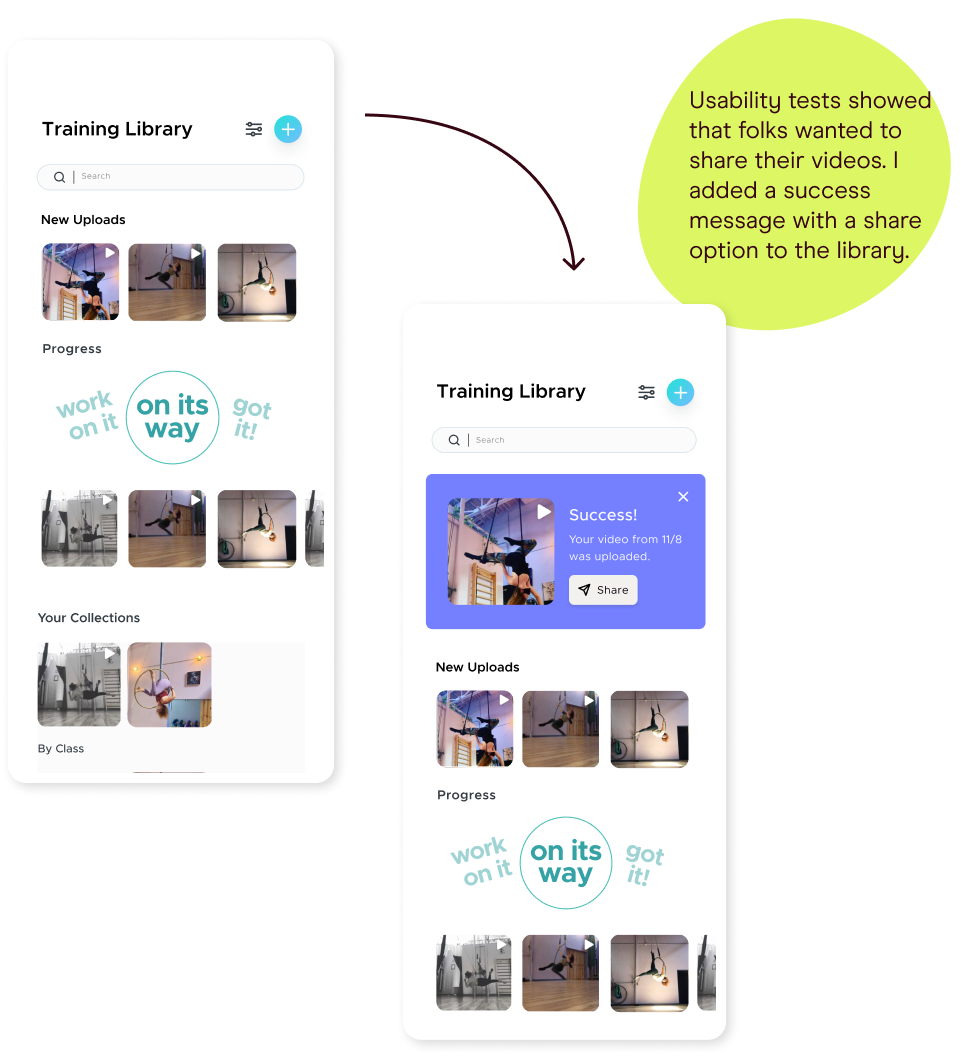 Training Library
Search
New Uploads
Progress
work
on it
on its
way
got
it!
Your Collections
By Class
Usability tests showed
that folks wanted to
share their videos. I
added a success
message with a share
option to the library.
Training Library
Search
Success!
Your video from 11/8
was uploaded.
Share
New Uploads
Progress
work
on it
on its
way
got
it!